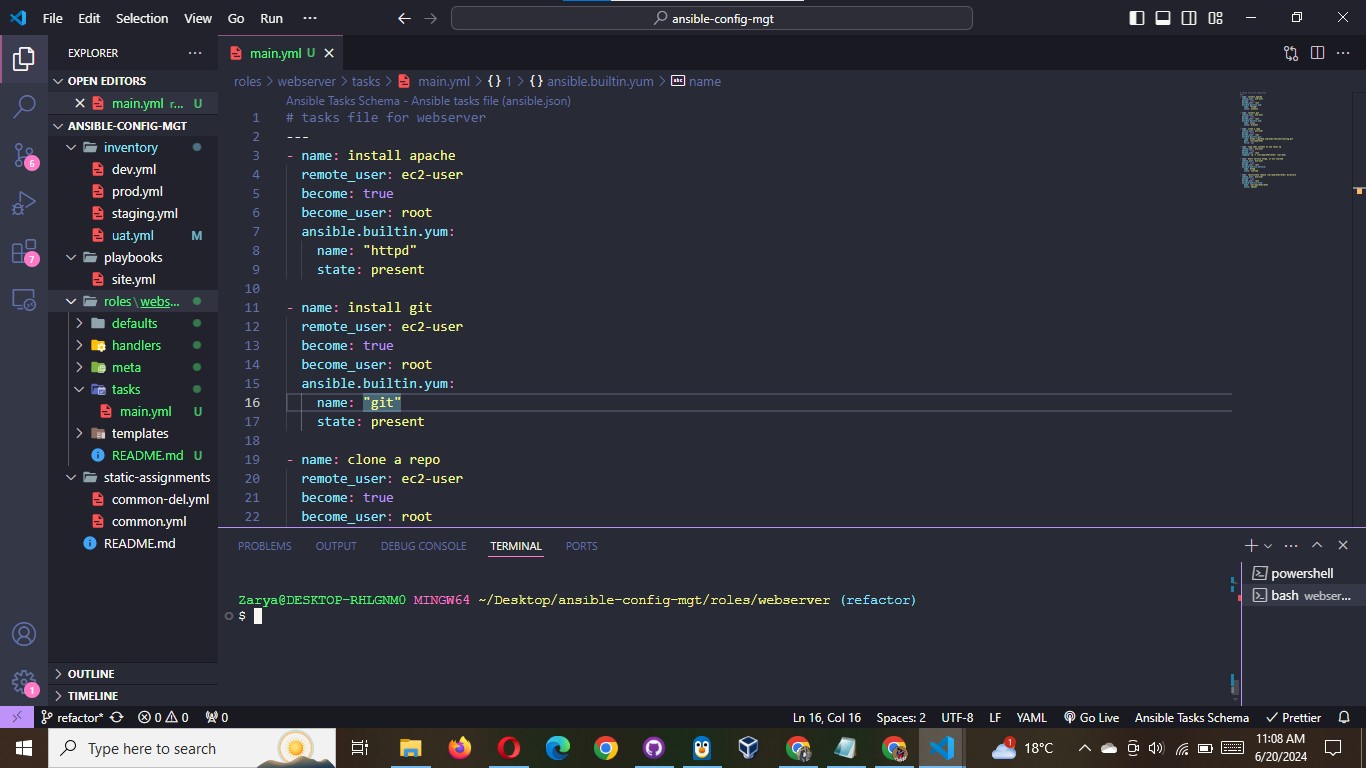 File Edit Selection View Go Run ··· ansible-config-mgt
EXPLORER ···
OPEN EDITORS
main.yml r... U
ANSIBLE-CONFIG-MGT
inventory
dev.yml
prod.yml
staging.yml
uat.yml M
playbooks
site.yml
roles\webs...
defaults
handlers
meta
tasks
main.yml U
templates
README.md U
static-assignments
common-del.yml
common.yml
README.md
OUTLINE
TIMELINE
5
7
1
main.yml U
roles > webserver > tasks > main.yml > {} 1 > {} ansible.builtin.yum > abc name
Ansible Tasks Schema - Ansible tasks file (ansible.json)
1 # tasks file for webserver
2 ---
3 - name: install apache
4 remote_user: ec2-user
5 become: true
6 become_user: root
7 ansible.builtin.yum:
8 name: "httpd"
9 state: present
10
11 - name: install git
12 remote_user: ec2-user
13 become: true
14 become_user: root
15 ansible.builtin.yum:
16 name: "git"
17 state: present
18
19 - name: clone a repo
20 remote_user: ec2-user
21 become: true
22 become_user: root
PROBLEMS OUTPUT DEBUG CONSOLE TERMINAL PORTS
Zarya@DESKTOP-RHLGNM0 MINGW64 ~/Desktop/ansible-config-mgt/roles/webserver (refactor)
$
powershell
bash webser...
refactor* 0 0 0 Ln 16, Col 16 Spaces: 2 UTF-8 LF YAML Go Live Ansible Tasks Schema Prettier
Type here to search
1 18°C
11:08 AM
6/20/2024